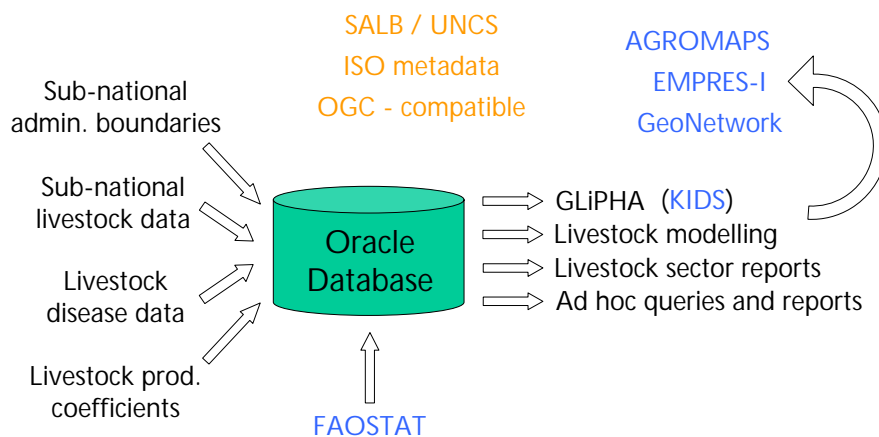 SALB / UNCS
ISO metadata
OGC - compatible
AGROMAPS
EMPRES-I
GeoNetwork
Sub-national
admin. boundaries
Sub-national
livestock data
Livestock
disease data
Livestock prod.
coefficients
Oracle
Database
FAOSTAT
GLiPHA (KIDS)
Livestock modelling
Livestock sector reports
Ad hoc queries and reports